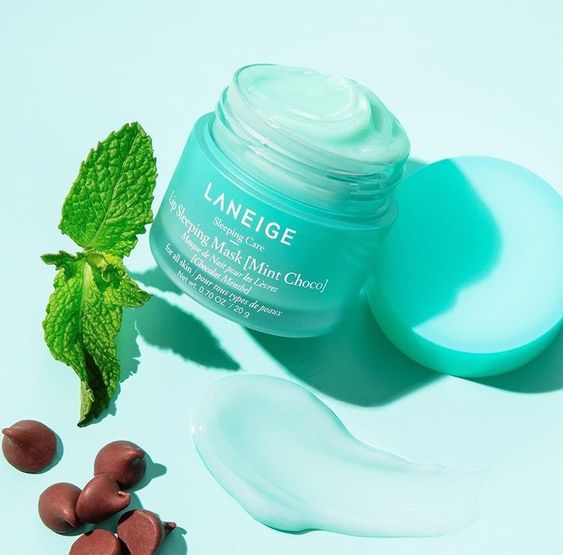 LANEIGE
Sleeping Care
Lip Sleeping Mask [Mint Choco]
Masque de Nuit pour les Lèvres
[Chocolat Menthe]
for all skin / pour tous types de peaux
Net wt. 0.70 OZ. / 20 g